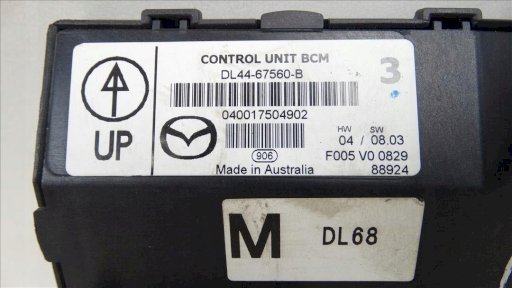 CONTROL UNIT BCM
DL44-67560-B
3
UP
040017504902
HW SW
04 / 08.03
906
F005 V0 0829
Made in Australia
88924
M
DL68